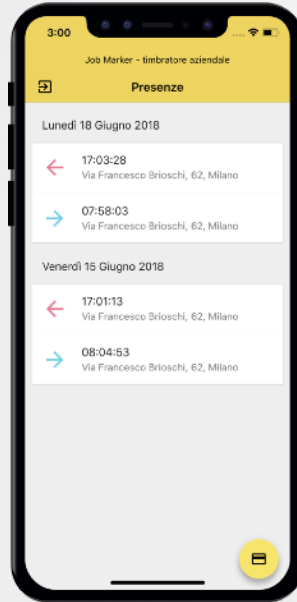 3:00
Job Marker - timbratore aziendale
Presenze
Lunedì 18 Giugno 2018
17:03:28
Via Francesco Brioschi, 62, Milano
07:58:03
Via Francesco Brioschi, 62, Milano
Venerdì 15 Giugno 2018
17:01:13
Via Francesco Brioschi, 62, Milano
08:04:53
Via Francesco Brioschi, 62, Milano